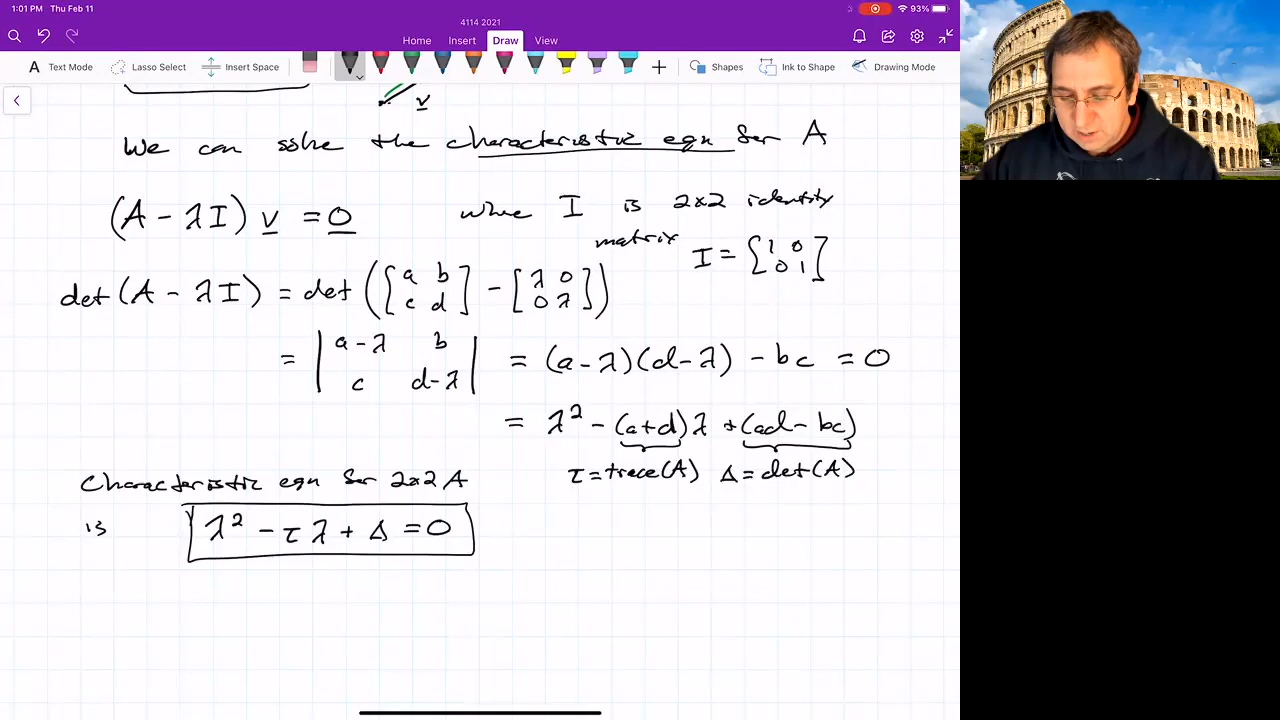 1:01 PM Thu Feb 11
93%
4114 2021
Home Insert Draw View
Text Mode Lasso Select Insert Space Shapes Ink to Shape Drawing Mode
v
We can solve the characteristic eqn for A
(A - λI) v = 0 where I is 2x2 identity
matrix I = [1 0
0 1]
det(A - λI) = det([a b
c d] - [λ 0
0 λ])
= |a-λ b
c d-λ| = (a-λ)(d-λ) - bc = 0
= λ² - (a+d)λ + (ad - bc)
τ = trace(A) Δ = det(A)
Characteristic eqn for 2x2 A
is λ² - τλ + Δ = 0